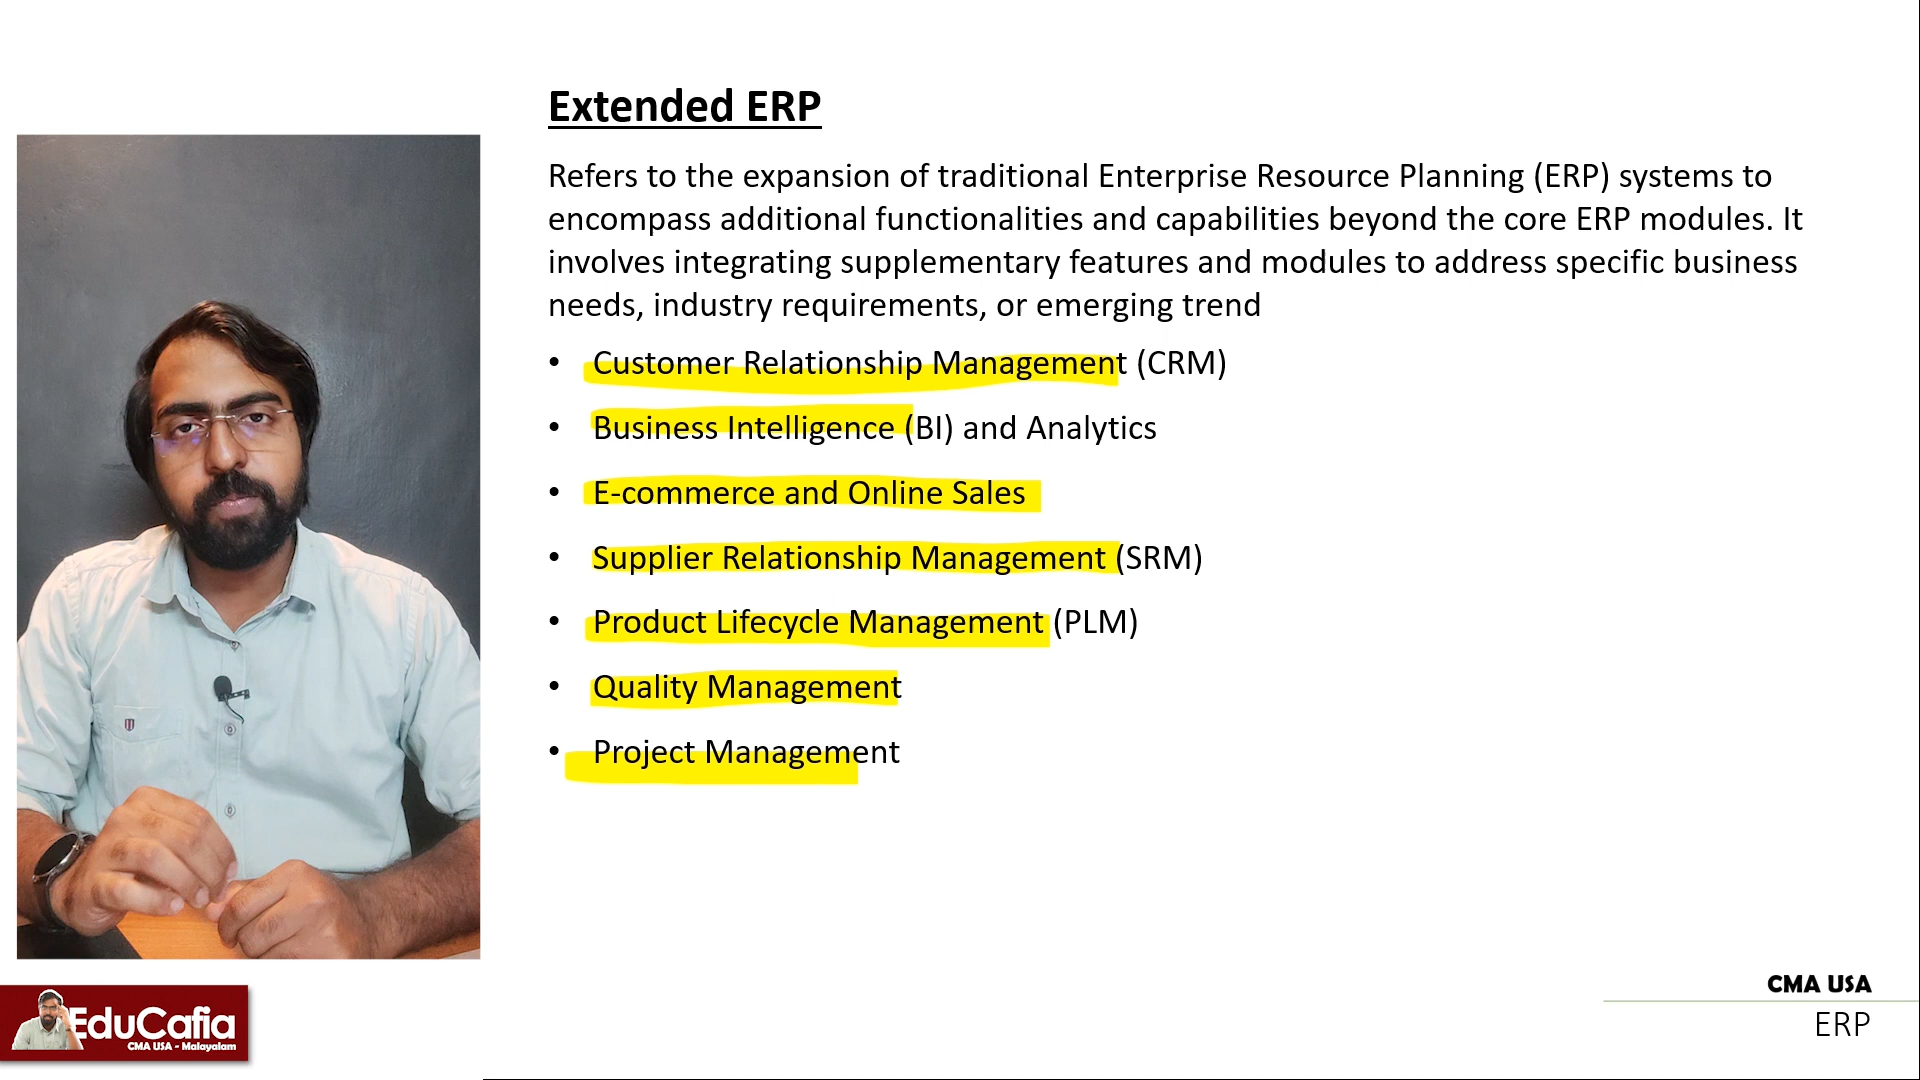 Extended ERP
Refers to the expansion of traditional Enterprise Resource Planning (ERP) systems to
encompass additional functionalities and capabilities beyond the core ERP modules. It
involves integrating supplementary features and modules to address specific business
needs, industry requirements, or emerging trend
• Customer Relationship Management (CRM)
• Business Intelligence (BI) and Analytics
• E-commerce and Online Sales
• Supplier Relationship Management (SRM)
• Product Lifecycle Management (PLM)
• Quality Management
• Project Management
EduCafia
CMA USA - Malayalam
CMA USA
ERP